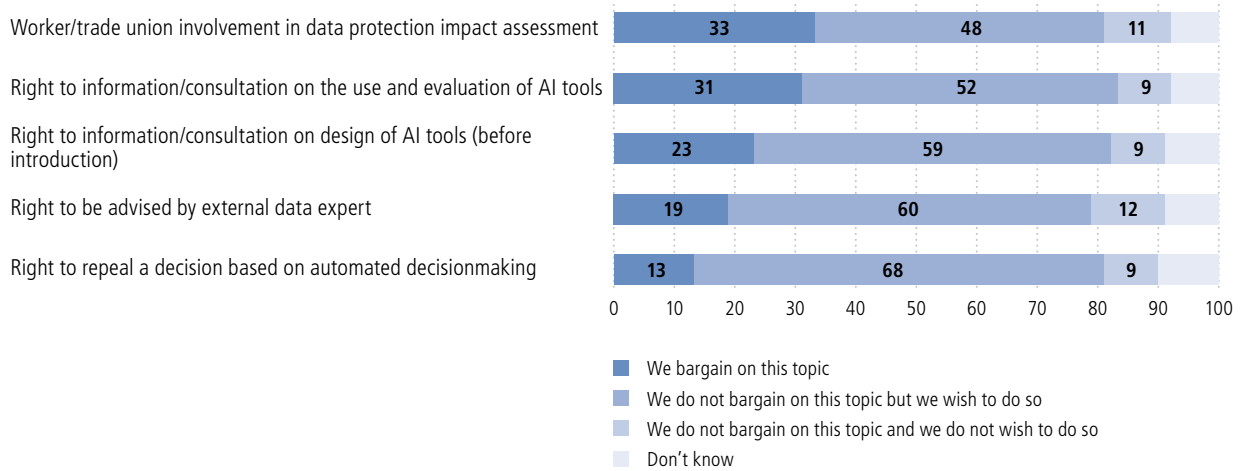 Worker/trade union involvement in data protection impact assessment 33 48 11
Right to information/consultation on the use and evaluation of AI tools 31 52 9
Right to information/consultation on design of AI tools (before
introduction) 23 59 9
Right to be advised by external data expert 19 60 12
Right to repeal a decision based on automated decisionmaking 13 68 9
0 10 20 30 40 50 60 70 80 90 100
We bargain on this topic
We do not bargain on this topic but we wish to do so
We do not bargain on this topic and we do not wish to do so
Don't know